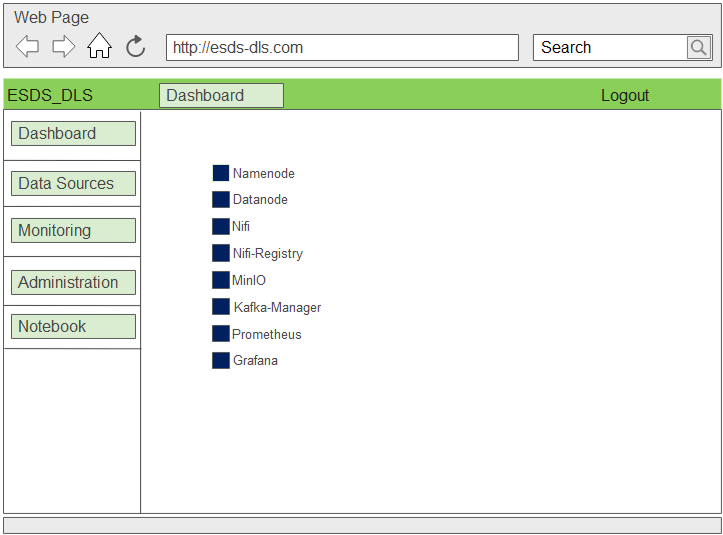 Web Page
http://esds-dls.com
Search
ESDS_DLS
Dashboard
Logout
Dashboard
Data Sources
Monitoring
Administration
Notebook
Namenode
Datanode
Nifi
Nifi-Registry
MinIO
Kafka-Manager
Prometheus
Grafana